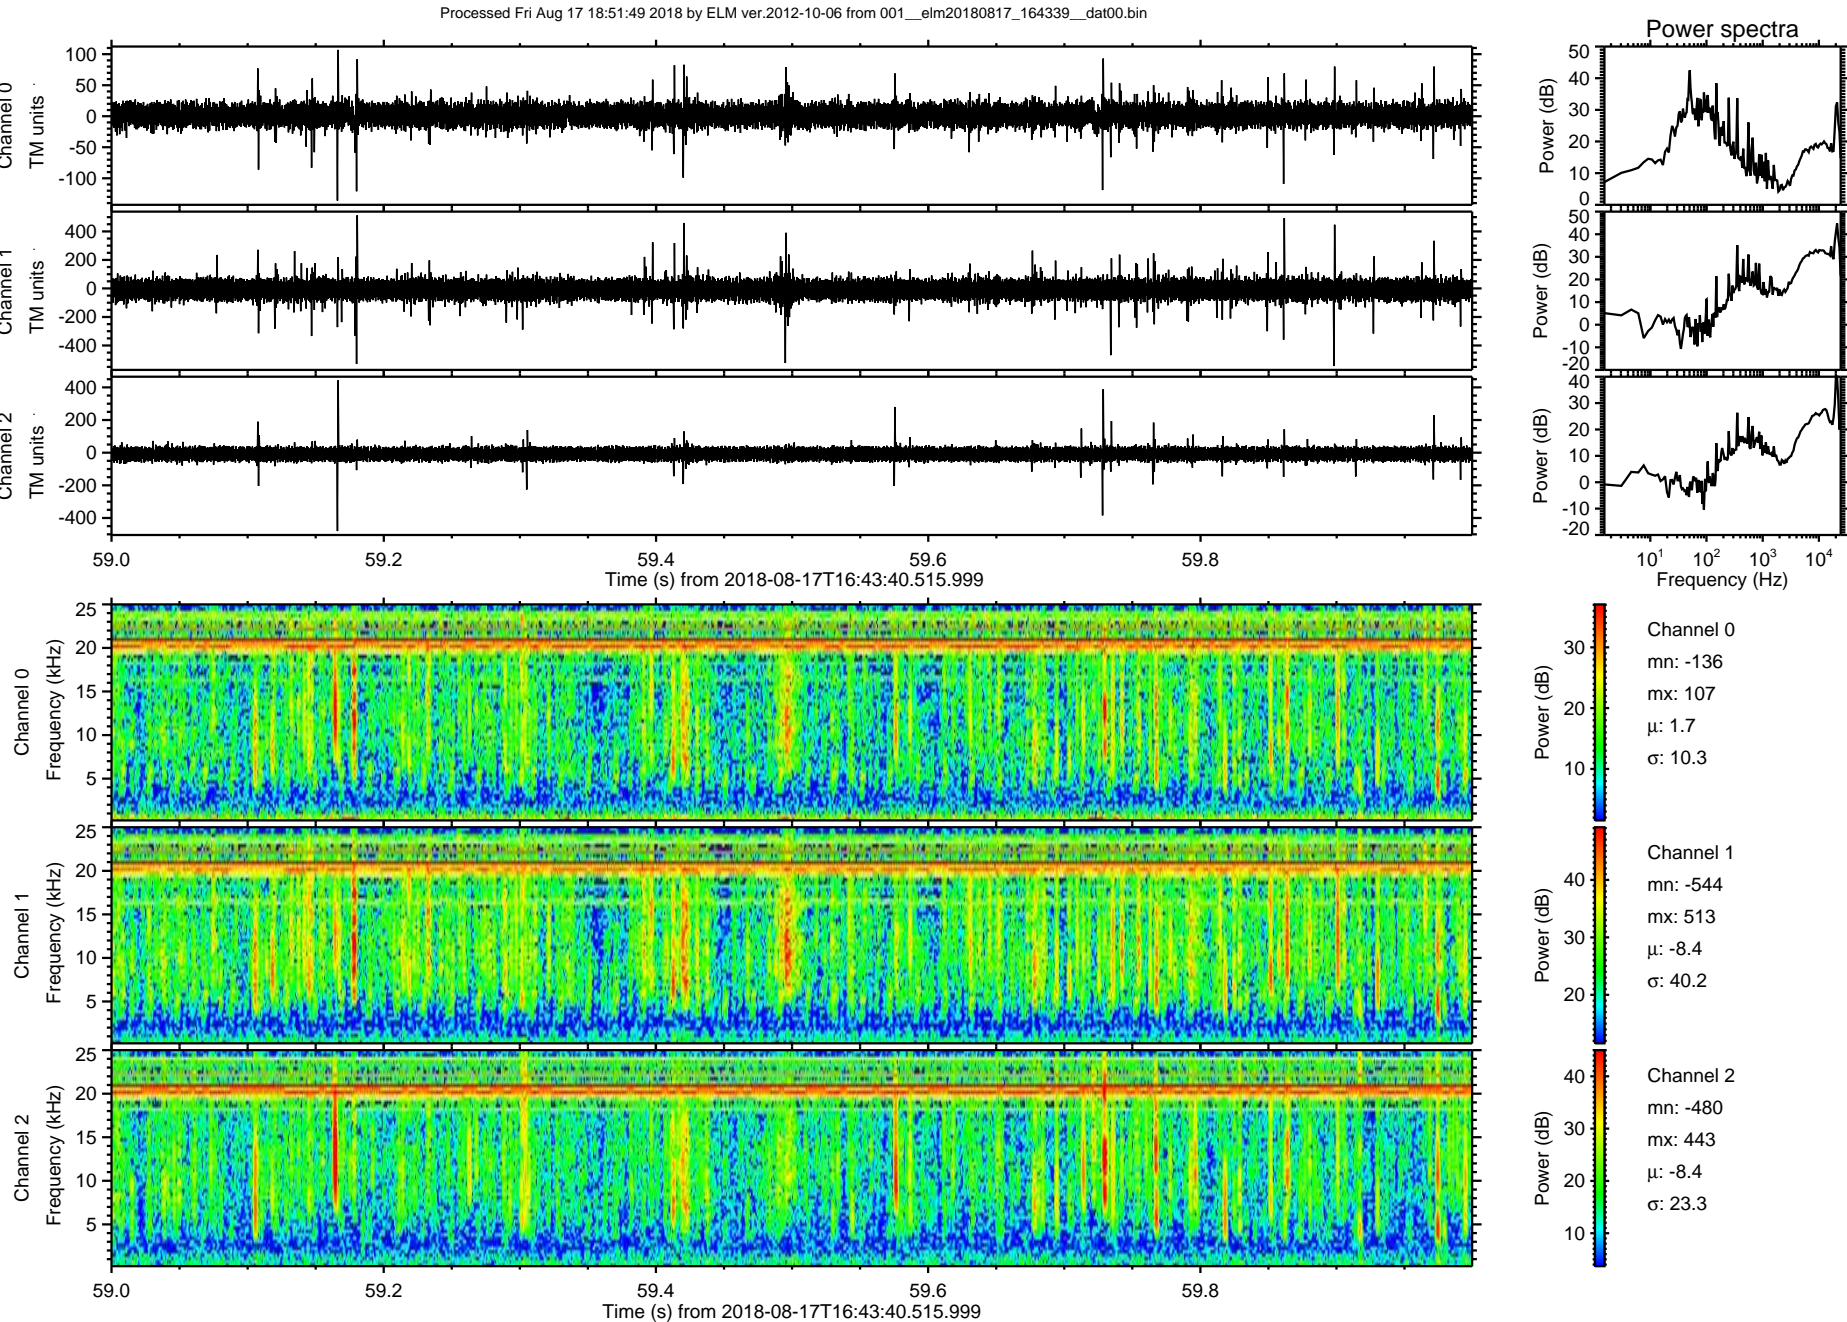 Processed Fri Aug 17 18:51:49 2018 by ELM ver.2012-10-06 from 001__elm20180817_164339__dat00.bin
Power spectra
Channel 0
TM units
100
50
0
-50
-100
Power (dB)
50
40
30
20
10
0
Channel 1
TM units
400
200
0
-200
-400
Power (dB)
50
40
30
20
10
0
-10
-20
Channel 2
TM units
400
200
0
-200
-400
Power (dB)
40
30
20
10
0
-10
-20
59.0 59.2 59.4 59.6 59.8
Time (s) from 2018-08-17T16:43:40.515.999
10¹ 10² 10³ 10⁴
Frequency (Hz)
Channel 0
Frequency (kHz)
25
20
15
10
5
Power (dB)
30
20
10
Channel 0
mn: -136
mx: 107
μ: 1.7
σ: 10.3
Channel 1
Frequency (kHz)
25
20
15
10
5
Power (dB)
40
30
20
Channel 1
mn: -544
mx: 513
μ: -8.4
σ: 40.2
Channel 2
Frequency (kHz)
25
20
15
10
5
Power (dB)
40
30
20
10
Channel 2
mn: -480
mx: 443
μ: -8.4
σ: 23.3
59.0 59.2 59.4 59.6 59.8
Time (s) from 2018-08-17T16:43:40.515.999